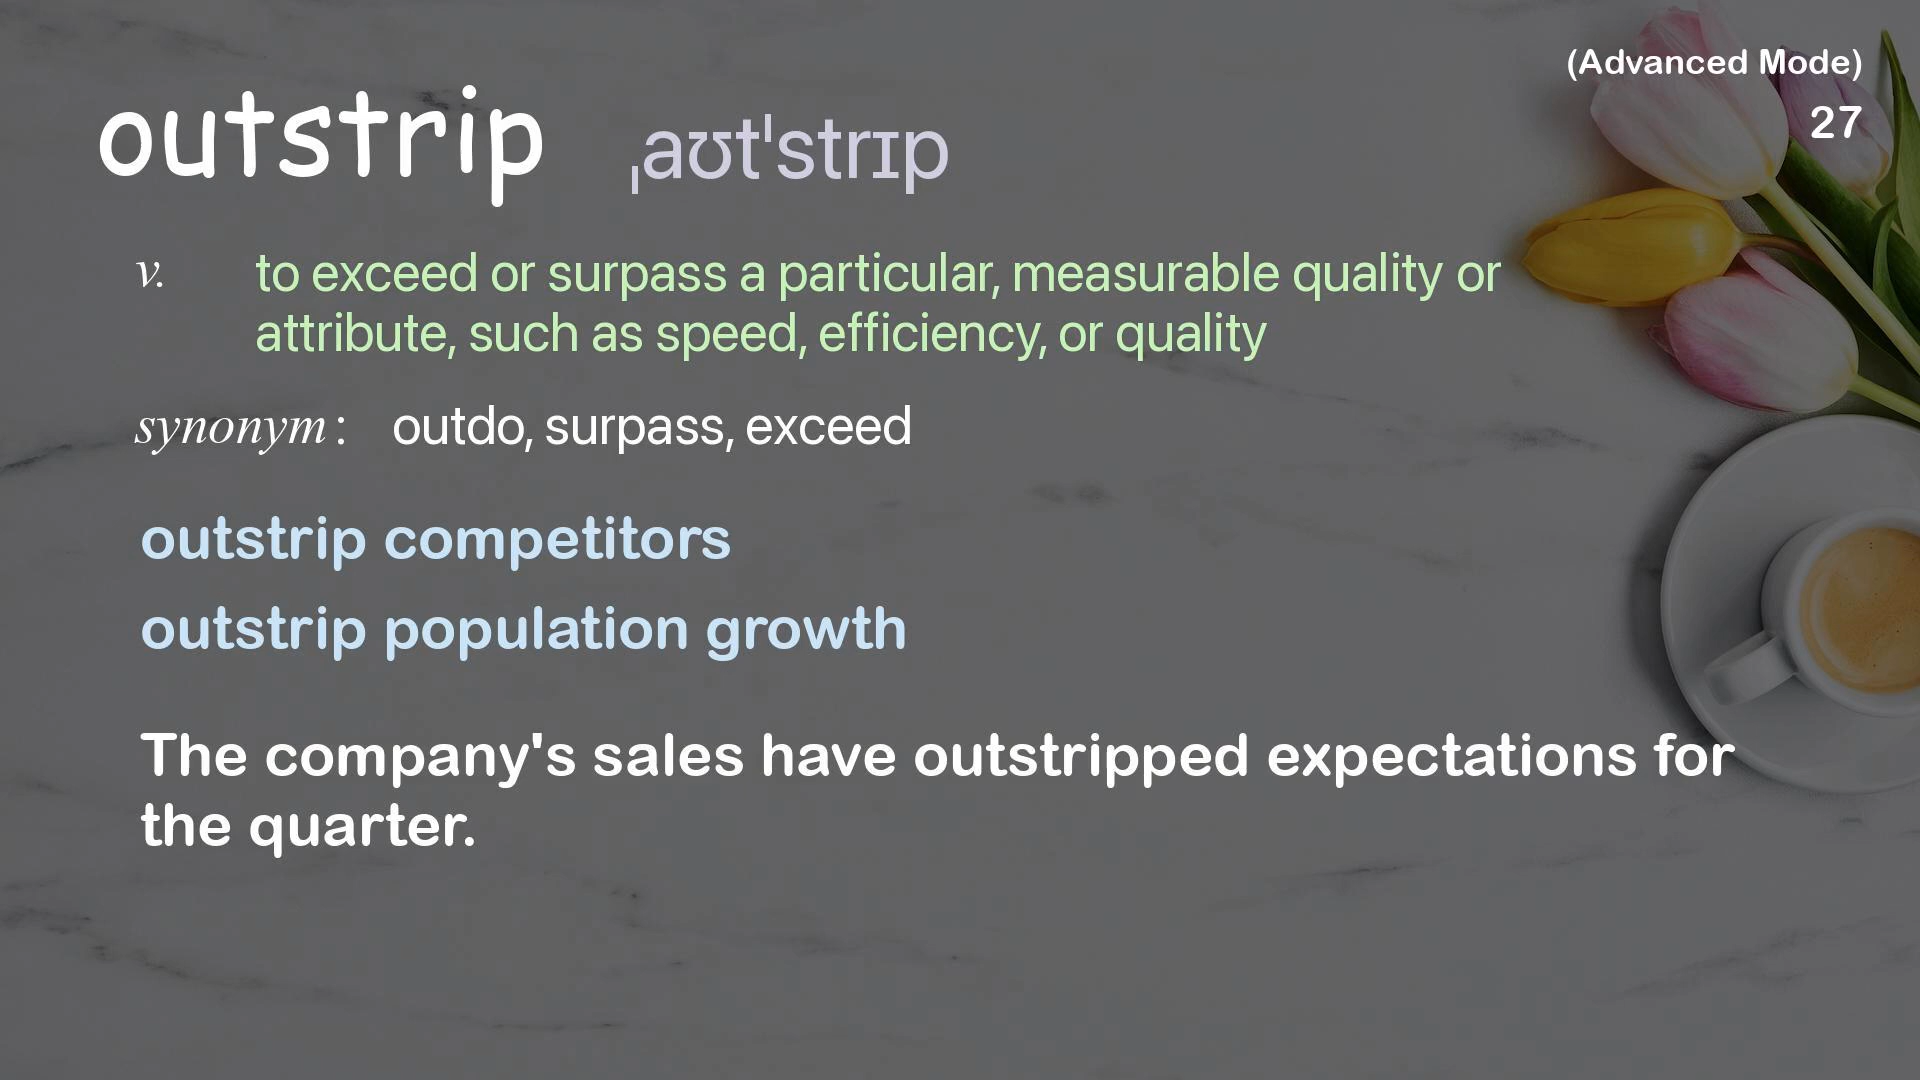 (Advanced Mode)
27
outstrip ˌaʊtˈstrɪp
v. to exceed or surpass a particular, measurable quality or
attribute, such as speed, efficiency, or quality
synonym : outdo, surpass, exceed
outstrip competitors
outstrip population growth
The company's sales have outstripped expectations for
the quarter.